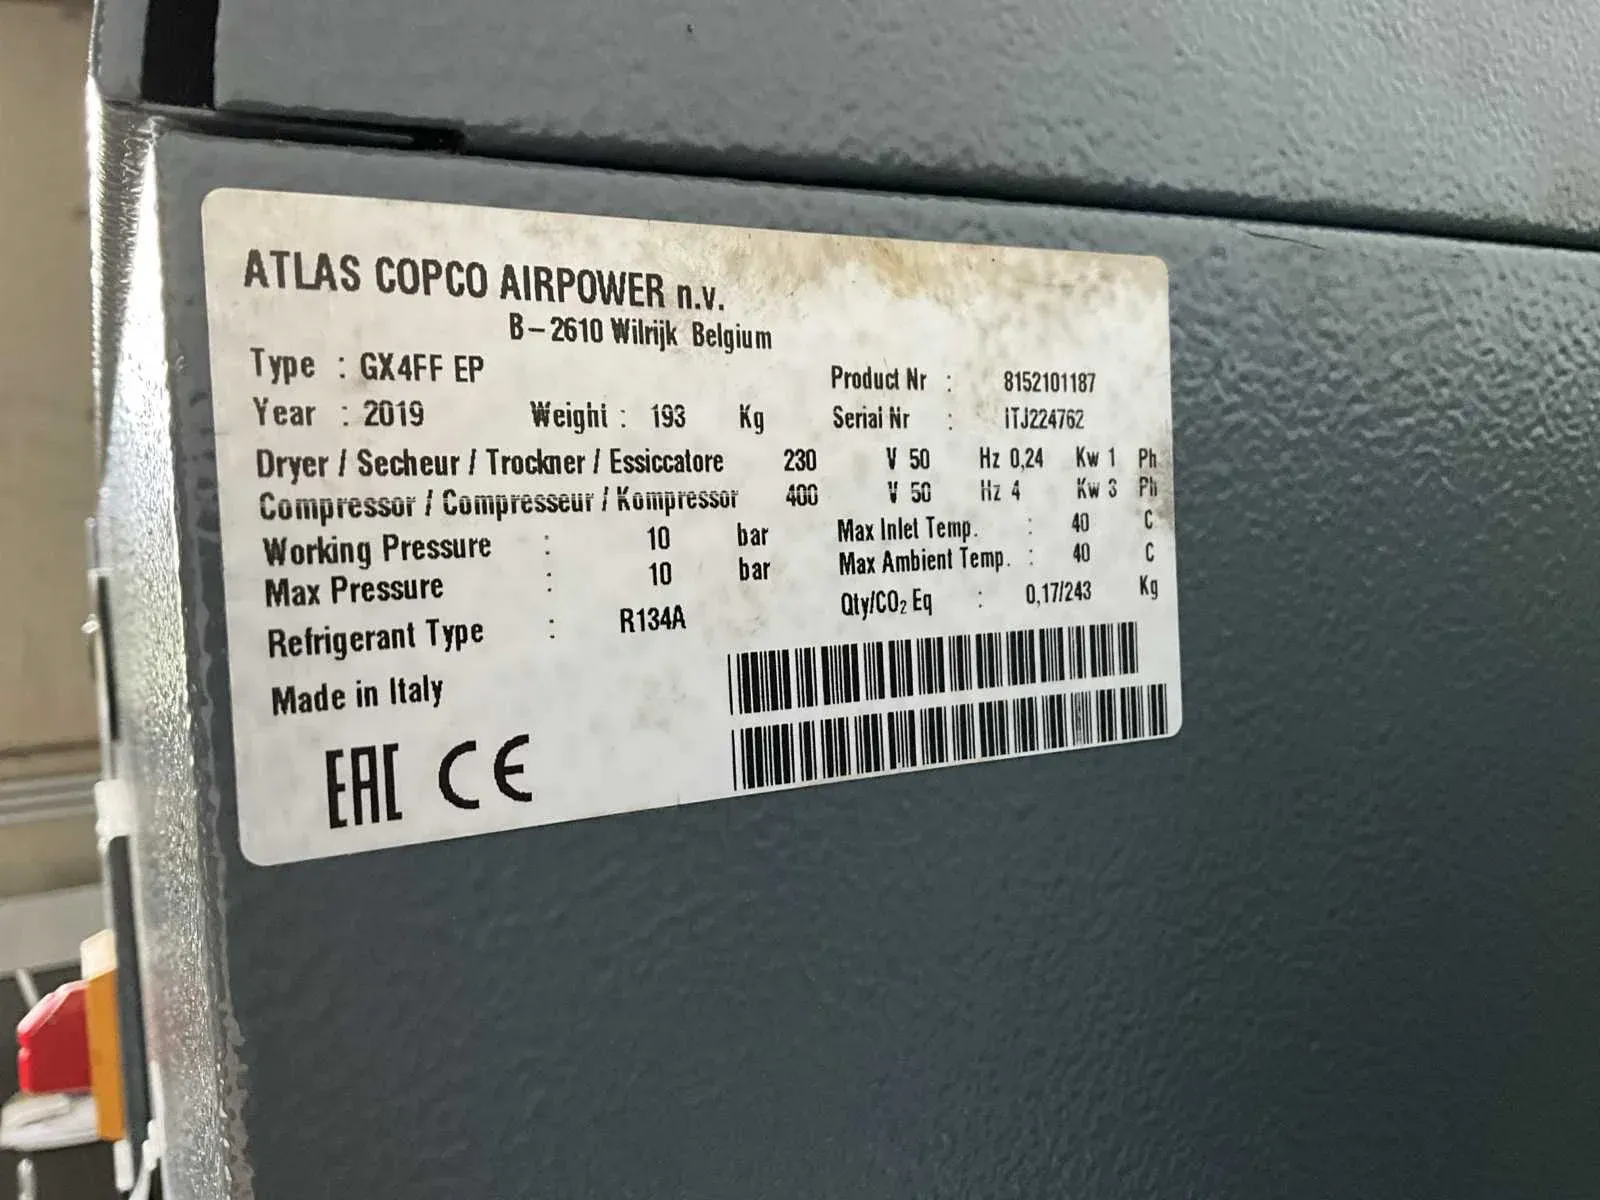 ATLAS COPCO AIRPOWER n.v.
B-2610 Wilrijk Belgium
Type : GX4FF EP
Product Nr : 8152101187
Year : 2019 Weight : 193 Kg
Serial Nr : ITJ224762
Dryer / Secheur / Trockner / Essiccatore 230 V 50 Hz 0,24 Kw 1 Ph
Compressor / Compresseur / Kompressor 400 V 50 Hz 4 Kw 3 Ph
Working Pressure : 10 bar
Max Inlet Temp. : 40 C
Max Pressure : 10 bar
Max Ambient Temp. : 40 C
Refrigerant Type : R134A
Qty/CO₂ Eq : 0,17/243 Kg
Made in Italy
EAC CE